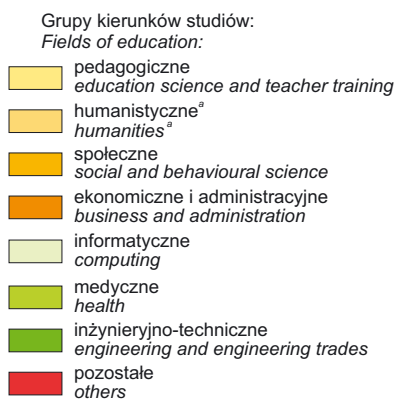 Grupy kierunków studiów:
Fields of education:
pedagogiczne
education science and teacher training
humanistyczne a
humanities a
społeczne
social and behavioural science
ekonomiczne i administracyjne
business and administration
informatyczne
computing
medyczne
health
inżynieryjno-techniczne
engineering and engineering trades
pozostałe
others